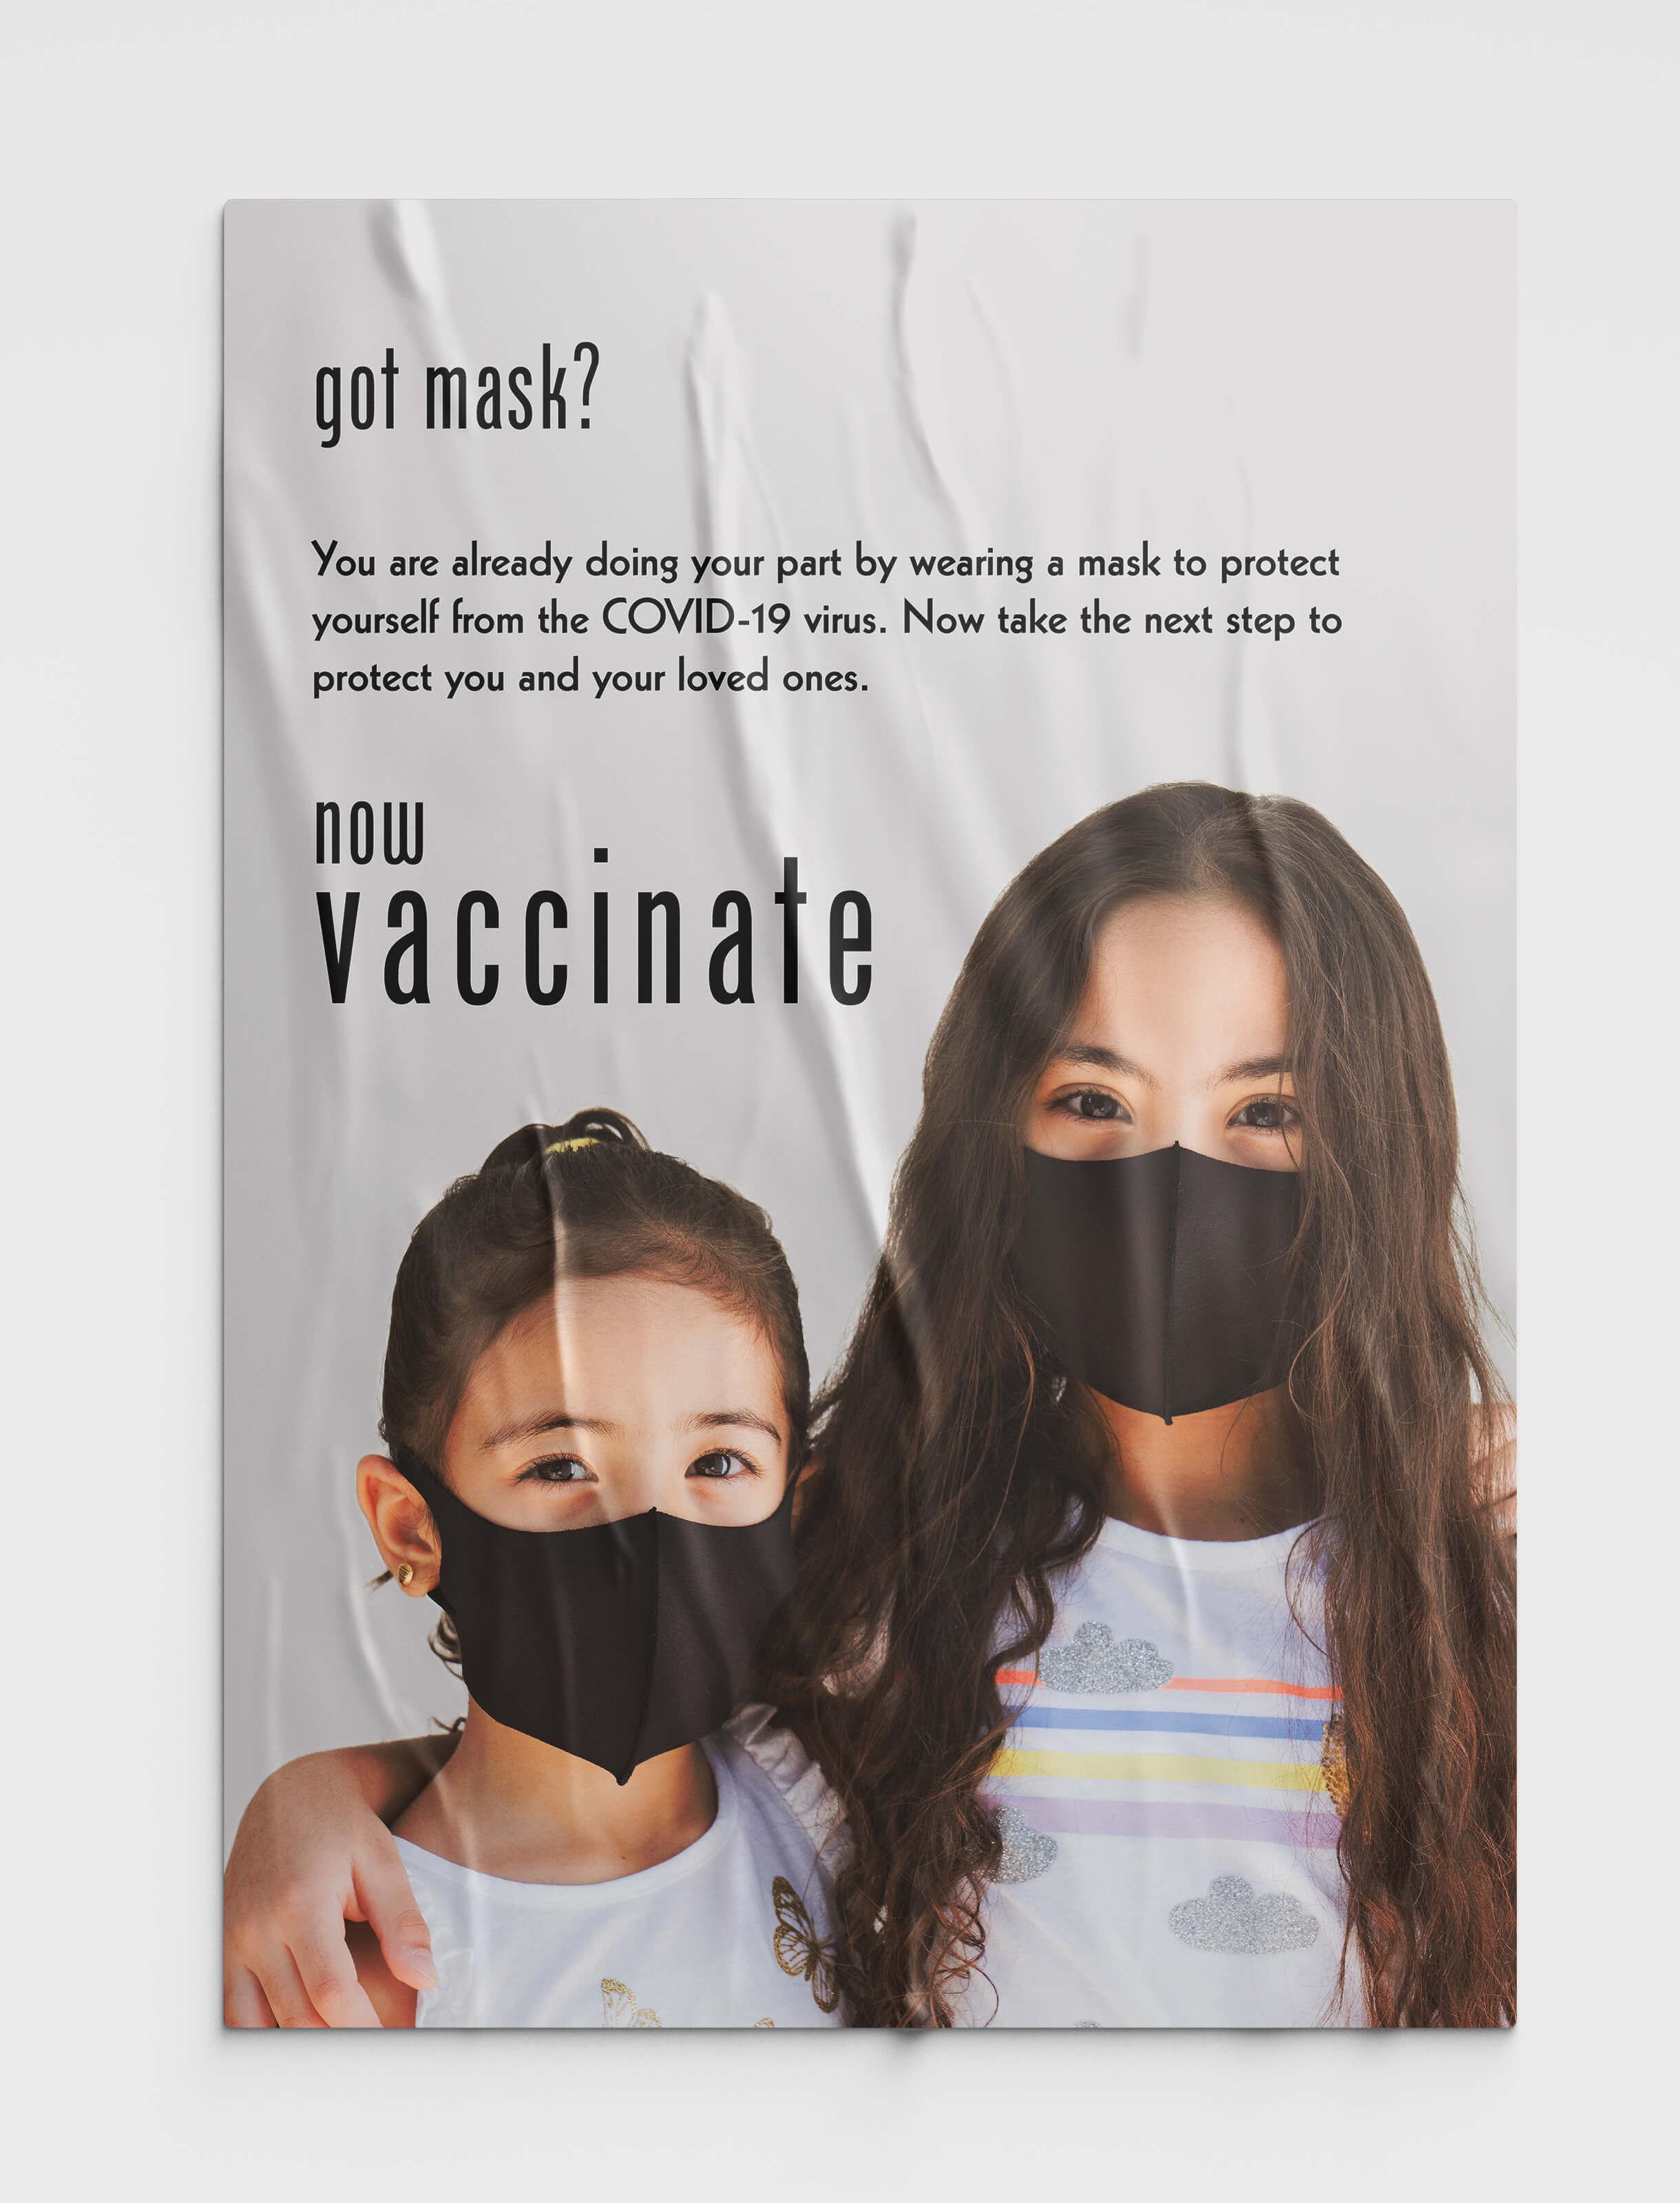 got mask?
You are already doing your part by wearing a mask to protect
yourself from the COVID-19 virus. Now take the next step to
protect you and your loved ones.
now
vaccinate